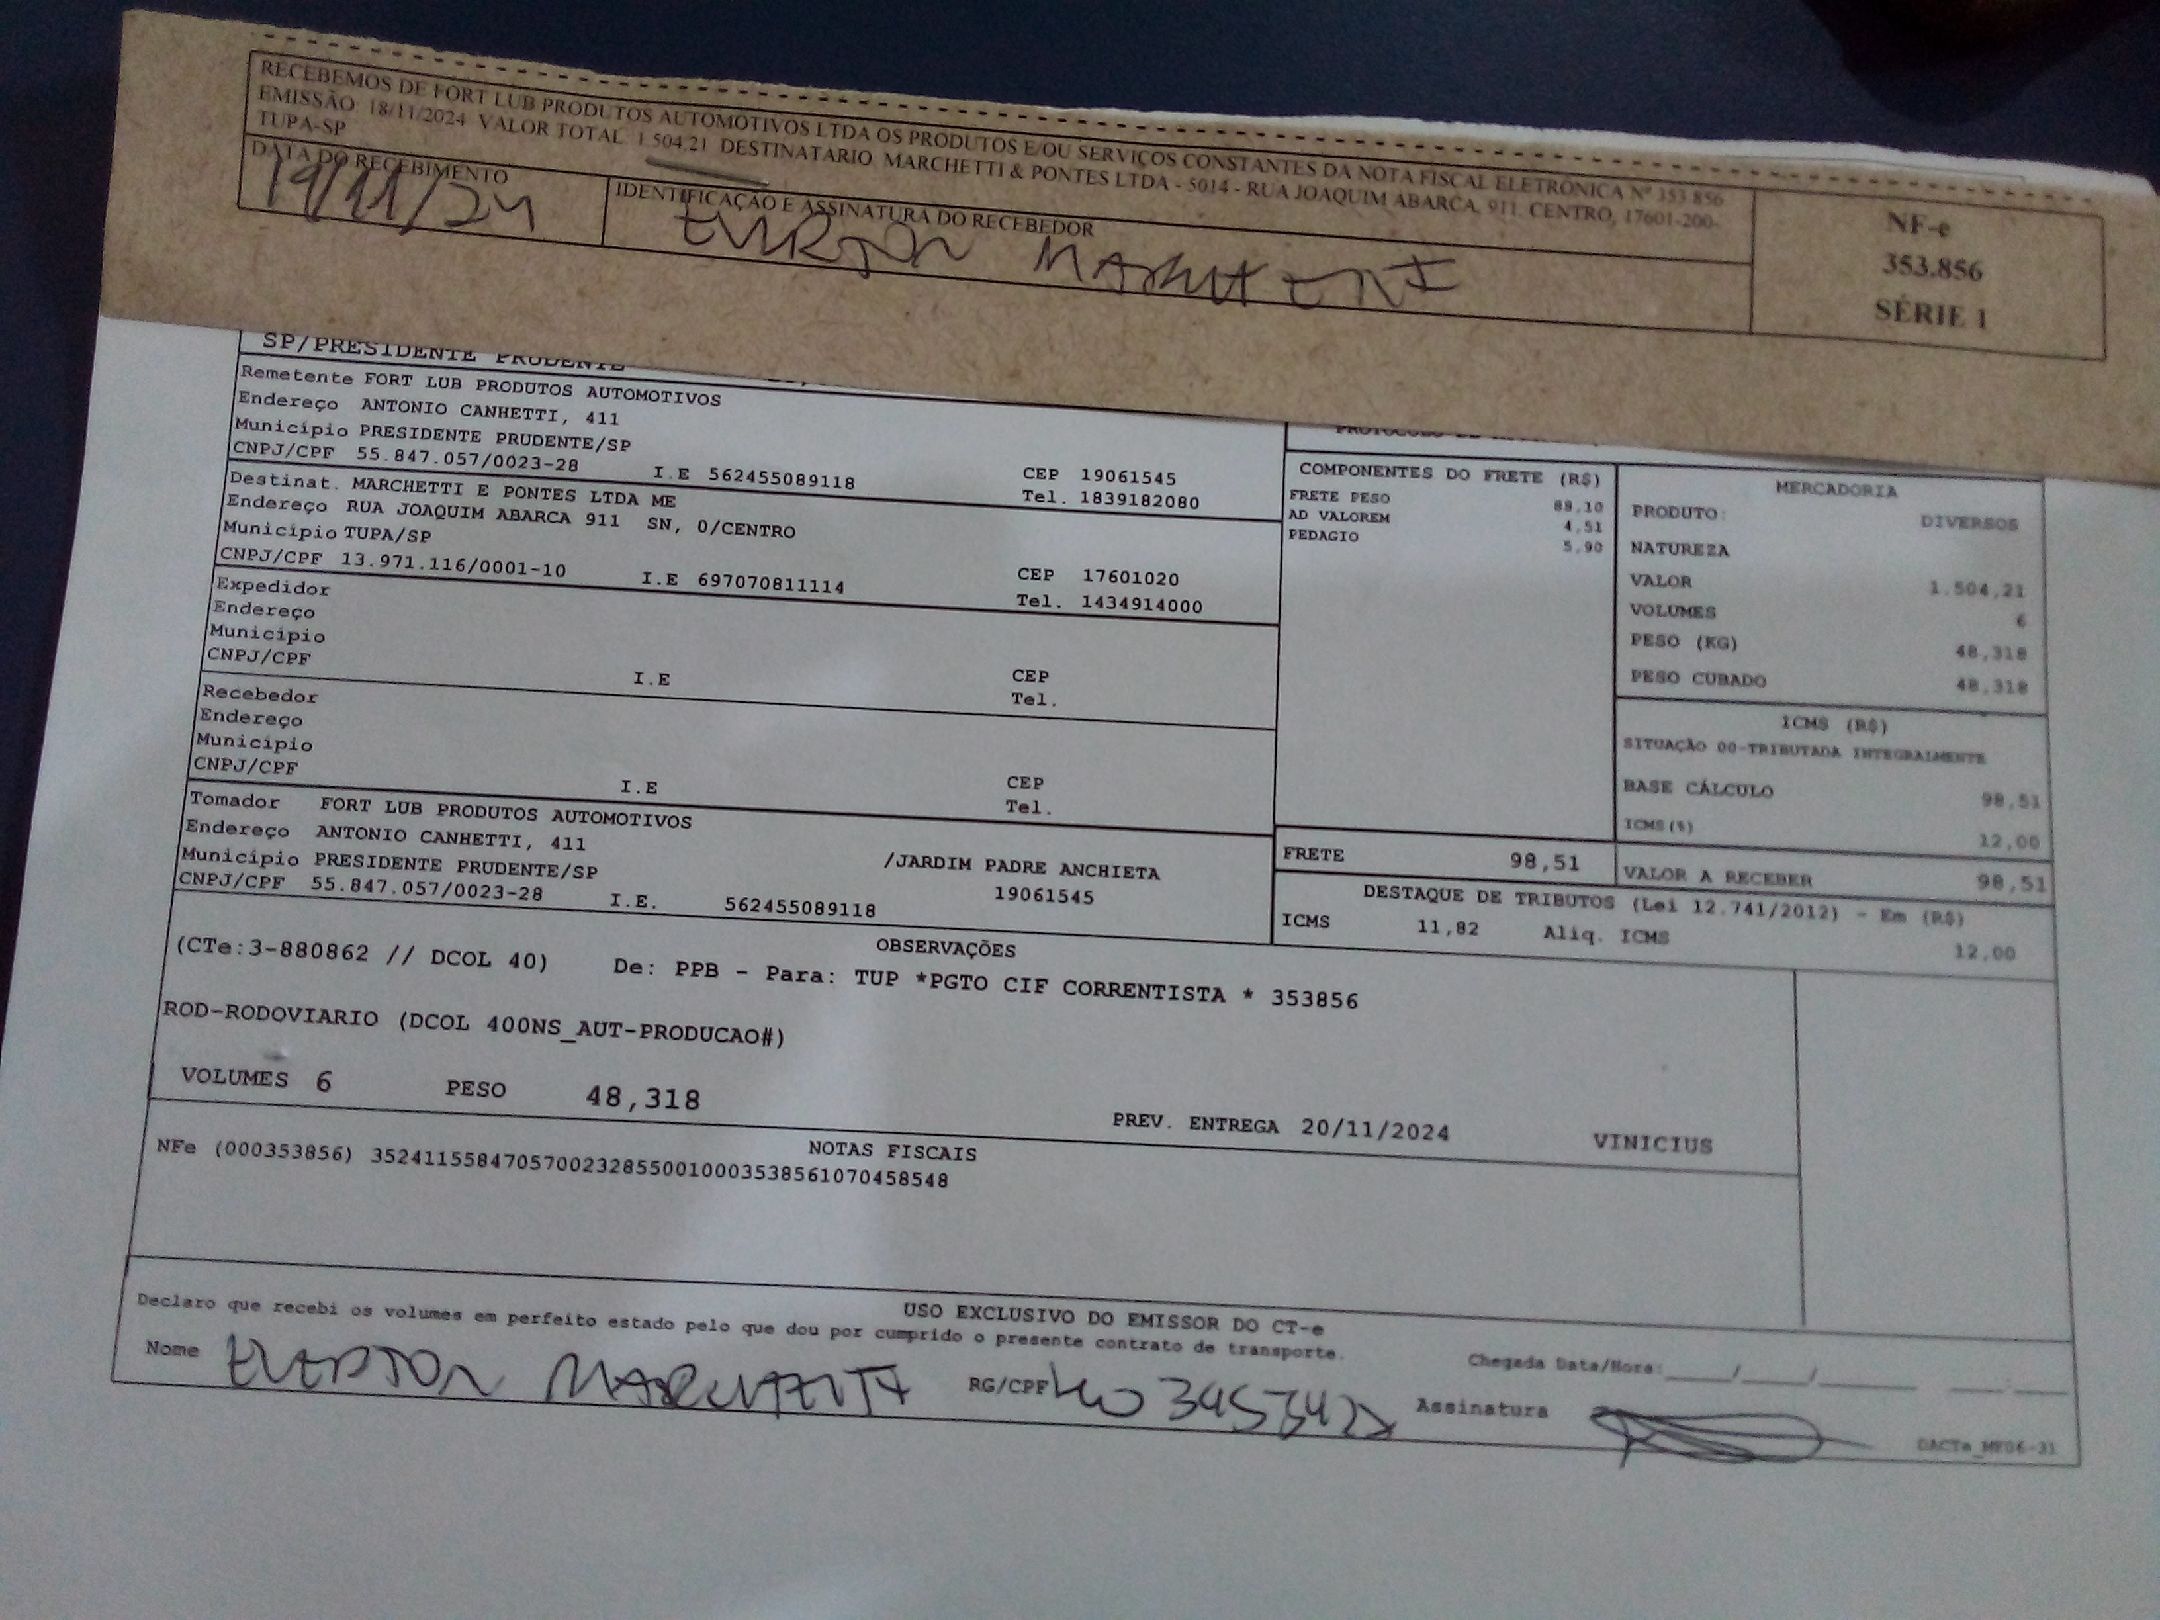 RECEBEMOS DE FORT LUB PRODUTOS AUTOMOTIVOS LTDA OS PRODUTOS E/OU SERVIÇOS CONSTANTES DA NOTA FISCAL ELETRÔNICA Nº 353.856
EMISSÃO 18/11/2024 VALOR TOTAL 1.504,21 DESTINATARIO MARCHETTI & PONTES LTDA - 5014 - RUA JOAQUIM ABARCA, 911, CENTRO, 17601-200-
TUPA-SP
DATA DO RECEBIMENTO
19/11/24
IDENTIFICAÇÃO E ASSINATURA DO RECEBEDOR
EVERTON MARCHETTI
NF-e
353.856
SÉRIE 1
SP/PRESIDENTE PRUDENTE
Remetente FORT LUB PRODUTOS AUTOMOTIVOS
Endereço ANTONIO CANHETTI, 411
Município PRESIDENTE PRUDENTE/SP
CNPJ/CPF 55.847.057/0023-28 I.E 562455089118 CEP 19061545
Tel. 1839182080
Destinat. MARCHETTI E PONTES LTDA ME
Endereço RUA JOAQUIM ABARCA 911 SN, 0/CENTRO
Município TUPA/SP
CNPJ/CPF 13.971.116/0001-10 I.E 697070811114 CEP 17601020
Tel. 1434914000
Expedidor
Endereço
Município
CNPJ/CPF I.E CEP
Tel.
Recebedor
Endereço
Município
CNPJ/CPF I.E CEP
Tel.
Tomador FORT LUB PRODUTOS AUTOMOTIVOS
Endereço ANTONIO CANHETTI, 411 /JARDIM PADRE ANCHIETA
Município PRESIDENTE PRUDENTE/SP 19061545
CNPJ/CPF 55.847.057/0023-28 I.E. 562455089118
COMPONENTES DO FRETE (R$)
FRETE PESO 88,10
AD VALOREM 4,51
PEDAGIO 5,90
MERCADORIA
PRODUTO: DIVERSOS
NATUREZA
VALOR 1.504,21
VOLUMES 6
PESO (KG) 48,318
PESO CUBADO 48,318
ICMS (R$)
SITUAÇÃO 00-TRIBUTADA INTEGRALMENTE
BASE CÁLCULO 98,51
ICMS(%) 12,00
FRETE 98,51
VALOR A RECEBER 98,51
DESTAQUE DE TRIBUTOS (Lei 12.741/2012) - Em (R$)
ICMS 11,82 Aliq. ICMS 12,00
OBSERVAÇÕES
(CTe:3-880862 // DCOL 40) De: PPB - Para: TUP *PGTO CIF CORRENTISTA * 353856
ROD-RODOVIARIO (DCOL 400NS_AUT-PRODUCAO#)
VOLUMES 6 PESO 48,318 PREV. ENTREGA 20/11/2024 VINICIUS
NOTAS FISCAIS
NFe (000353856) 35241155847057002328550010003538561070458548
USO EXCLUSIVO DO EMISSOR DO CT-e
Declaro que recebi os volumes em perfeito estado pelo que dou por cumprido o presente contrato de transporte.
Chegada Data/Hora: ____/____/____ ___:___
Nome EVERTON MARCHETTI RG/CPF Assinatura
DACTe_MF06-31